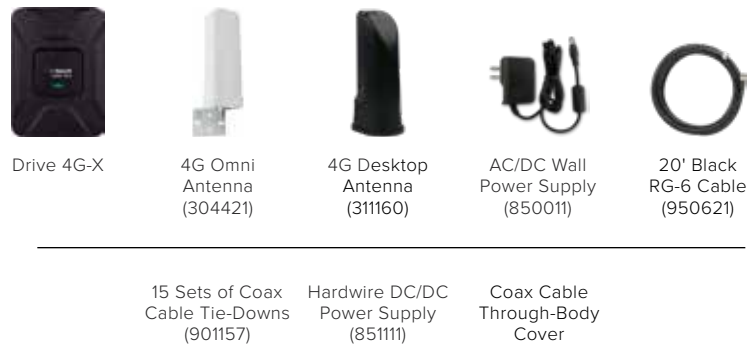 Drive 4G-X
4G Omni
Antenna
(304421)
4G Desktop
Antenna
(311160)
AC/DC Wall
Power Supply
(850011)
20' Black
RG-6 Cable
(950621)
15 Sets of Coax
Cable Tie-Downs
(901157)
Hardwire DC/DC
Power Supply
(851111)
Coax Cable
Through-Body
Cover